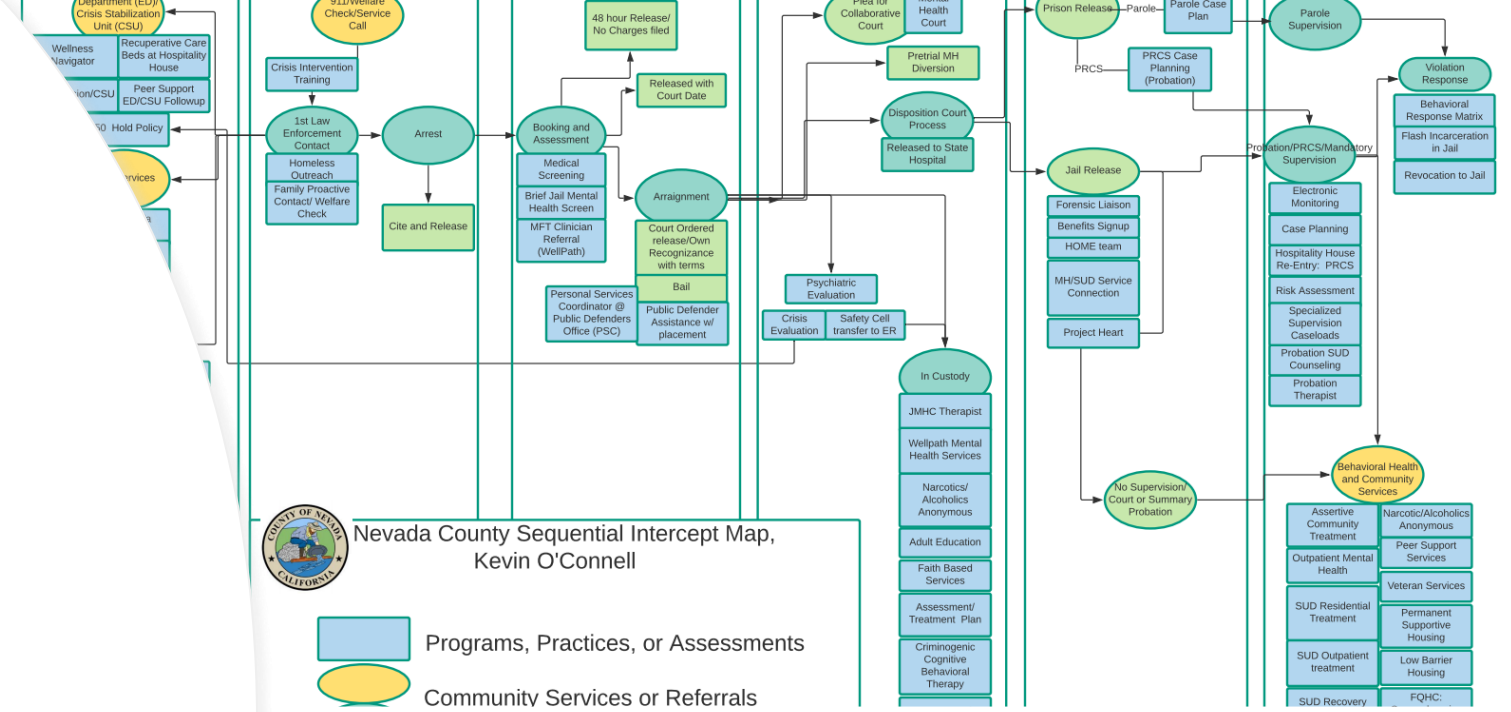 Department (ED)/
Crisis Stabilization
Unit (CSU)
Wellness
Navigator
Recuperative Care
Beds at Hospitality
House
ion/CSU
Peer Support
ED/CSU Followup
Hold Policy
911/Welfare
Check/Service
Call
Crisis Intervention
Training
1st Law
Enforcement
Contact
Homeless
Outreach
Family Proactive
Contact/ Welfare
Check
Arrest
Cite and Release
48 hour Release/
No Charges filed
Released with
Court Date
Booking and
Assessment
Medical
Screening
Brief Jail Mental
Health Screen
MFT Clinician
Referral
(WellPath)
Arraignment
Court Ordered
release/Own
Recognizance
with terms
Bail
Personal Services
Coordinator @
Public Defenders
Office (PSC)
Public Defender
Assistance w/
placement
Plea for
Collaborative
Court
Mental
Health
Court
Pretrial MH
Diversion
Disposition Court
Process
Released to State
Hospital
Psychiatric
Evaluation
Crisis
Evaluation
Safety Cell
transfer to ER
In Custody
JMHC Therapist
Wellpath Mental
Health Services
Narcotics/
Alcoholics
Anonymous
Adult Education
Faith Based
Services
Assessment/
Treatment Plan
Criminogenic
Cognitive
Behavioral
Therapy
Prison Release
Parole
Parole Case
Plan
PRCS
PRCS Case
Planning
(Probation)
Jail Release
Forensic Liaison
Benefits Signup
HOME team
MH/SUD Service
Connection
Project Heart
No Supervision/
Court or Summary
Probation
Parole
Supervision
Violation
Response
Behavioral
Response Matrix
Flash Incarceration
in Jail
Revocation to Jail
Probation/PRCS/Mandatory
Supervision
Electronic
Monitoring
Case Planning
Hospitality House
Re-Entry: PRCS
Risk Assessment
Specialized
Supervision
Caseloads
Probation SUD
Counseling
Probation
Therapist
Behavioral Health
and Community
Services
Assertive
Community
Treatment
Narcotic/Alcoholics
Anonymous
Outpatient Mental
Health
Peer Support
Services
Veteran Services
SUD Residential
Treatment
Permanent
Supportive
Housing
SUD Outpatient
treatment
Low Barrier
Housing
SUD Recovery
FQHC:
COUNTY OF NEVADA
CALIFORNIA
Nevada County Sequential Intercept Map,
Kevin O'Connell
Programs, Practices, or Assessments
Community Services or Referrals